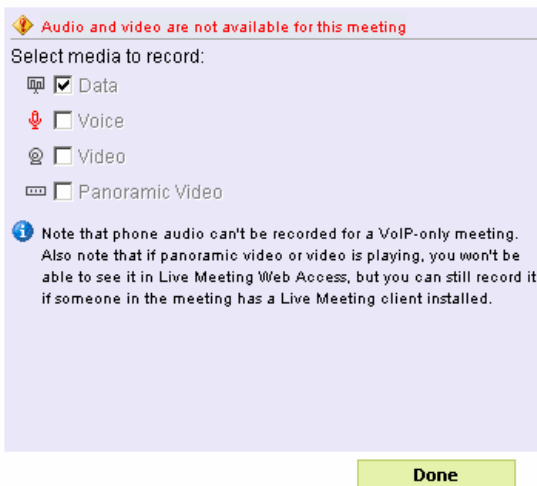 Audio and video are not available for this meeting
Select media to record:
Data
Voice
Video
Panoramic Video
Note that phone audio can't be recorded for a VoIP-only meeting.
Also note that if panoramic video or video is playing, you won't be
able to see it in Live Meeting Web Access, but you can still record it
if someone in the meeting has a Live Meeting client installed.
Done